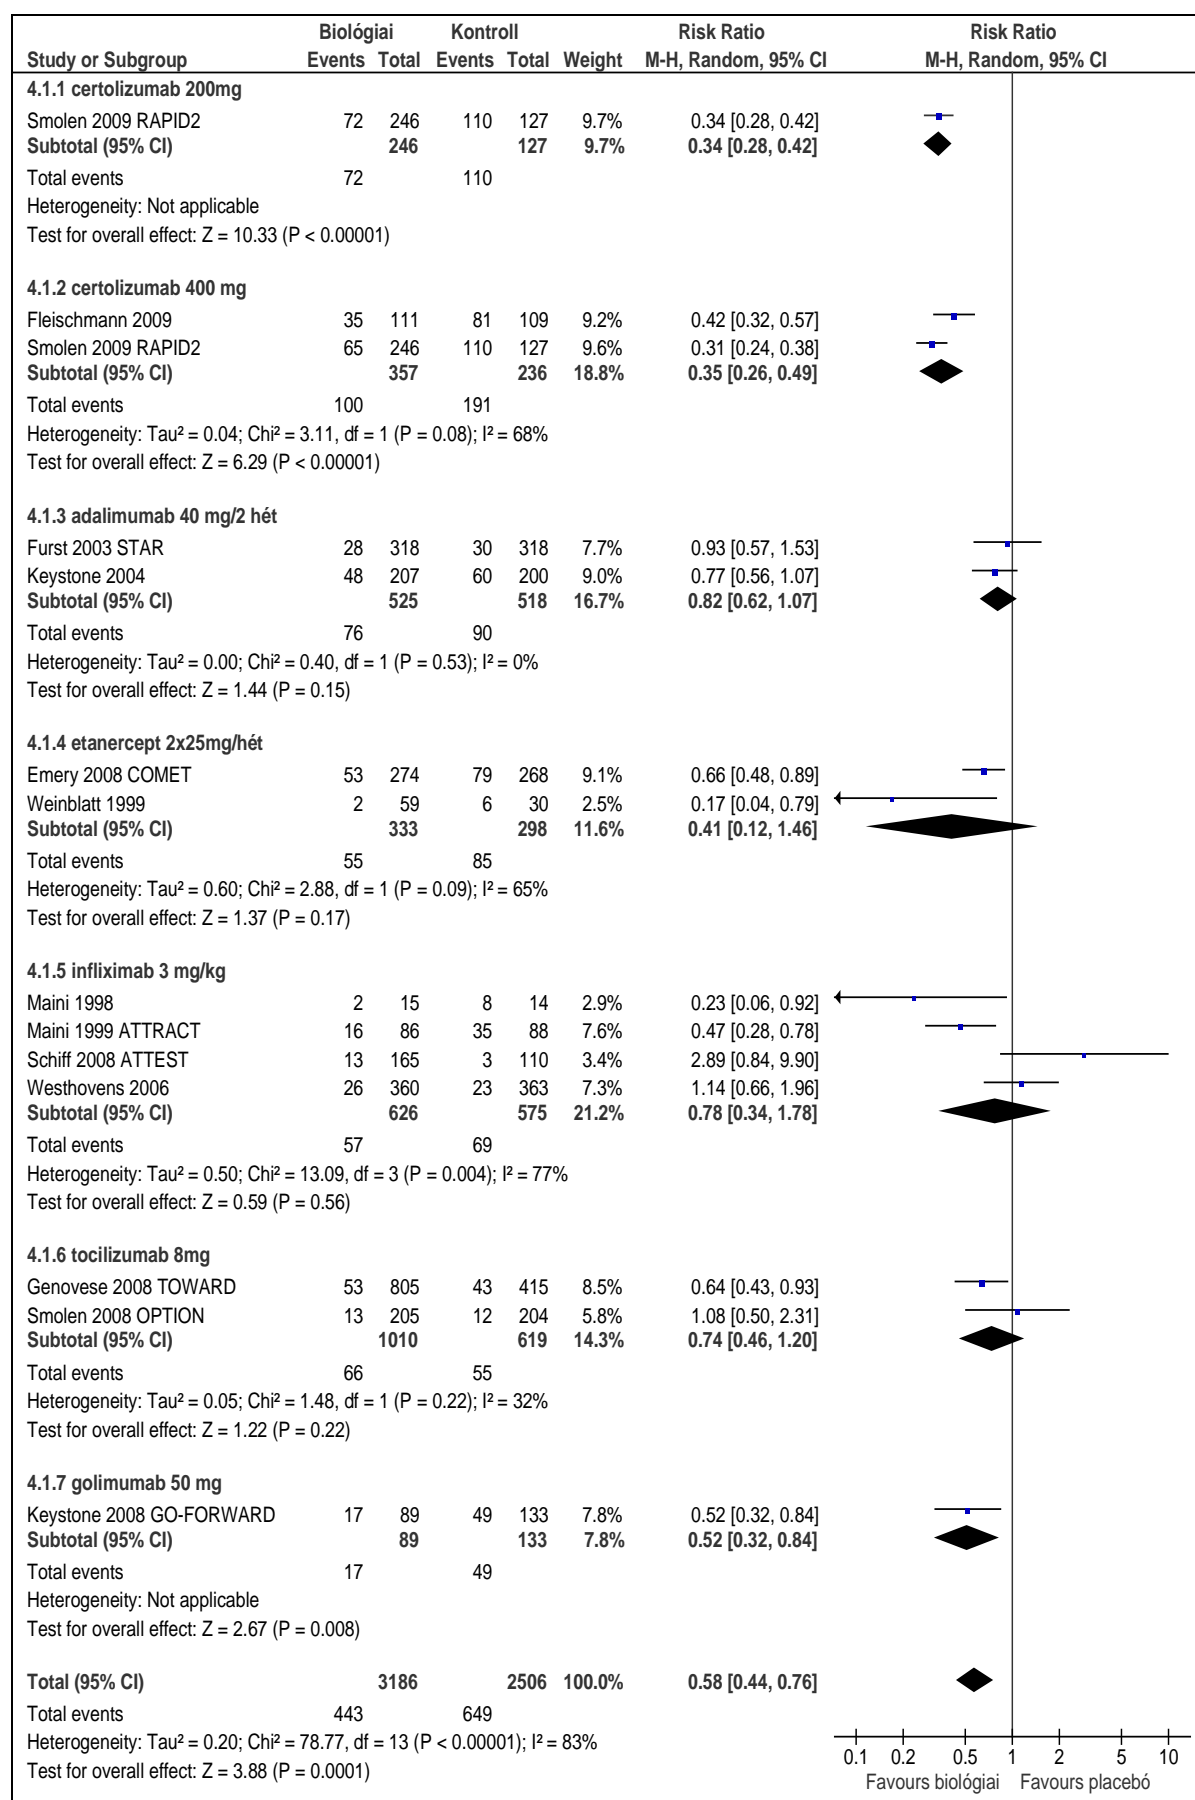 Biológiai Kontroll Risk Ratio Risk Ratio
Study or Subgroup Events Total Events Total Weight M-H, Random, 95% CI M-H, Random, 95% CI
4.1.1 certolizumab 200mg
Smolen 2009 RAPID2 72 246 110 127 9.7% 0.34 [0.28, 0.42]
Subtotal (95% CI) 246 127 9.7% 0.34 [0.28, 0.42]
Total events 72 110
Heterogeneity: Not applicable
Test for overall effect: Z = 10.33 (P < 0.00001)
4.1.2 certolizumab 400 mg
Fleischmann 2009 35 111 81 109 9.2% 0.42 [0.32, 0.57]
Smolen 2009 RAPID2 65 246 110 127 9.6% 0.31 [0.24, 0.38]
Subtotal (95% CI) 357 236 18.8% 0.35 [0.26, 0.49]
Total events 100 191
Heterogeneity: Tau² = 0.04; Chi² = 3.11, df = 1 (P = 0.08); I² = 68%
Test for overall effect: Z = 6.29 (P < 0.00001)
4.1.3 adalimumab 40 mg/2 hét
Furst 2003 STAR 28 318 30 318 7.7% 0.93 [0.57, 1.53]
Keystone 2004 48 207 60 200 9.0% 0.77 [0.56, 1.07]
Subtotal (95% CI) 525 518 16.7% 0.82 [0.62, 1.07]
Total events 76 90
Heterogeneity: Tau² = 0.00; Chi² = 0.40, df = 1 (P = 0.53); I² = 0%
Test for overall effect: Z = 1.44 (P = 0.15)
4.1.4 etanercept 2x25mg/hét
Emery 2008 COMET 53 274 79 268 9.1% 0.66 [0.48, 0.89]
Weinblatt 1999 2 59 6 30 2.5% 0.17 [0.04, 0.79]
Subtotal (95% CI) 333 298 11.6% 0.41 [0.12, 1.46]
Total events 55 85
Heterogeneity: Tau² = 0.60; Chi² = 2.88, df = 1 (P = 0.09); I² = 65%
Test for overall effect: Z = 1.37 (P = 0.17)
4.1.5 infliximab 3 mg/kg
Maini 1998 2 15 8 14 2.9% 0.23 [0.06, 0.92]
Maini 1999 ATTRACT 16 86 35 88 7.6% 0.47 [0.28, 0.78]
Schiff 2008 ATTEST 13 165 3 110 3.4% 2.89 [0.84, 9.90]
Westhovens 2006 26 360 23 363 7.3% 1.14 [0.66, 1.96]
Subtotal (95% CI) 626 575 21.2% 0.78 [0.34, 1.78]
Total events 57 69
Heterogeneity: Tau² = 0.50; Chi² = 13.09, df = 3 (P = 0.004); I² = 77%
Test for overall effect: Z = 0.59 (P = 0.56)
4.1.6 tocilizumab 8mg
Genovese 2008 TOWARD 53 805 43 415 8.5% 0.64 [0.43, 0.93]
Smolen 2008 OPTION 13 205 12 204 5.8% 1.08 [0.50, 2.31]
Subtotal (95% CI) 1010 619 14.3% 0.74 [0.46, 1.20]
Total events 66 55
Heterogeneity: Tau² = 0.05; Chi² = 1.48, df = 1 (P = 0.22); I² = 32%
Test for overall effect: Z = 1.22 (P = 0.22)
4.1.7 golimumab 50 mg
Keystone 2008 GO-FORWARD 17 89 49 133 7.8% 0.52 [0.32, 0.84]
Subtotal (95% CI) 89 133 7.8% 0.52 [0.32, 0.84]
Total events 17 49
Heterogeneity: Not applicable
Test for overall effect: Z = 2.67 (P = 0.008)
Total (95% CI) 3186 2506 100.0% 0.58 [0.44, 0.76]
Total events 443 649
Heterogeneity: Tau² = 0.20; Chi² = 78.77, df = 13 (P < 0.00001); I² = 83%
Test for overall effect: Z = 3.88 (P = 0.0001)
0.1 0.2 0.5 1 2 5 10
Favours biológiai Favours placebó